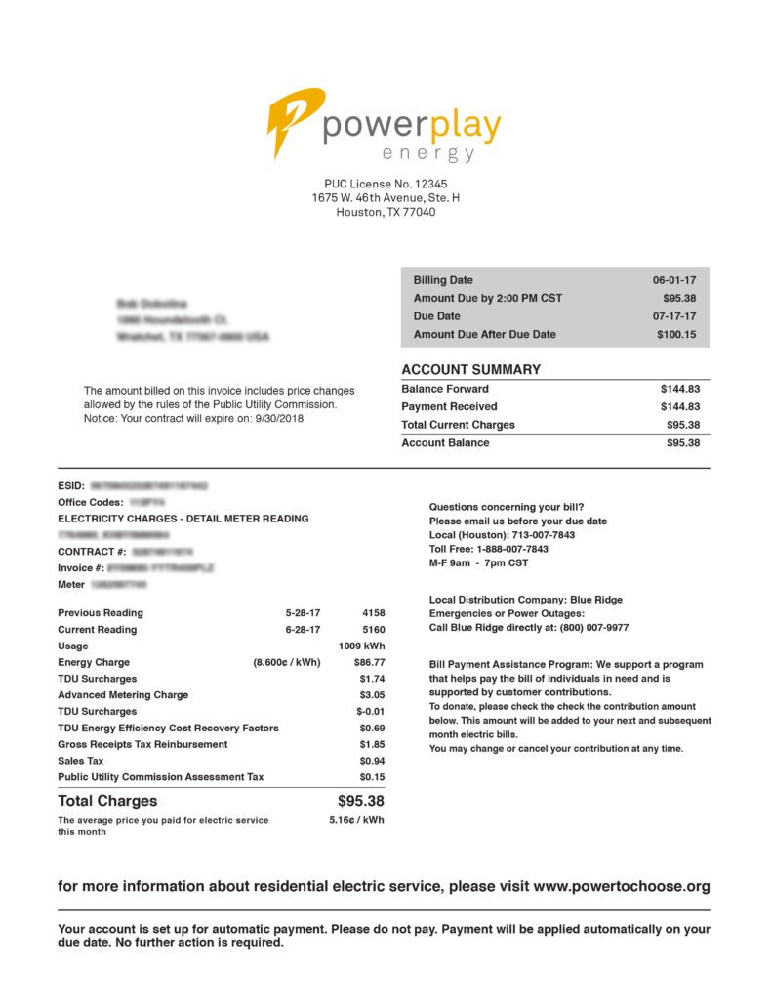 powerplay
energy
PUC License No. 12345
1675 W. 46th Avenue, Ste. H
Houston, TX 77040
Billing Date 06-01-17
Amount Due by 2:00 PM CST $95.38
Due Date 07-17-17
Amount Due After Due Date $100.15
The amount billed on this invoice includes price changes
allowed by the rules of the Public Utility Commission.
Notice: Your contract will expire on: 9/30/2018
ACCOUNT SUMMARY
Balance Forward $144.83
Payment Received $144.83
Total Current Charges $95.38
Account Balance $95.38
ESID:
Office Codes:
ELECTRICITY CHARGES - DETAIL METER READING
CONTRACT #:
Invoice #:
Meter
Previous Reading 5-28-17 4158
Current Reading 6-28-17 5160
Usage 1009 kWh
Energy Charge (8.600¢ / kWh) $86.77
TDU Surcharges $1.74
Advanced Metering Charge $3.05
TDU Surcharges $-0.01
TDU Energy Efficiency Cost Recovery Factors $0.69
Gross Receipts Tax Reinbursement $1.85
Sales Tax $0.94
Public Utility Commission Assessment Tax $0.15
Total Charges $95.38
The average price you paid for electric service 5.16¢ / kWh
this month
Questions concerning your bill?
Please email us before your due date
Local (Houston): 713-007-7843
Toll Free: 1-888-007-7843
M-F 9am - 7pm CST
Local Distribution Company: Blue Ridge
Emergencies or Power Outages:
Call Blue Ridge directly at: (800) 007-9977
Bill Payment Assistance Program: We support a program
that helps pay the bill of individuals in need and is
supported by customer contributions.
To donate, please check the check the contribution amount
below. This amount will be added to your next and subsequent
month electric bills.
You may change or cancel your contribution at any time.
for more information about residential electric service, please visit www.powertochoose.org
Your account is set up for automatic payment. Please do not pay. Payment will be applied automatically on your
due date. No further action is required.